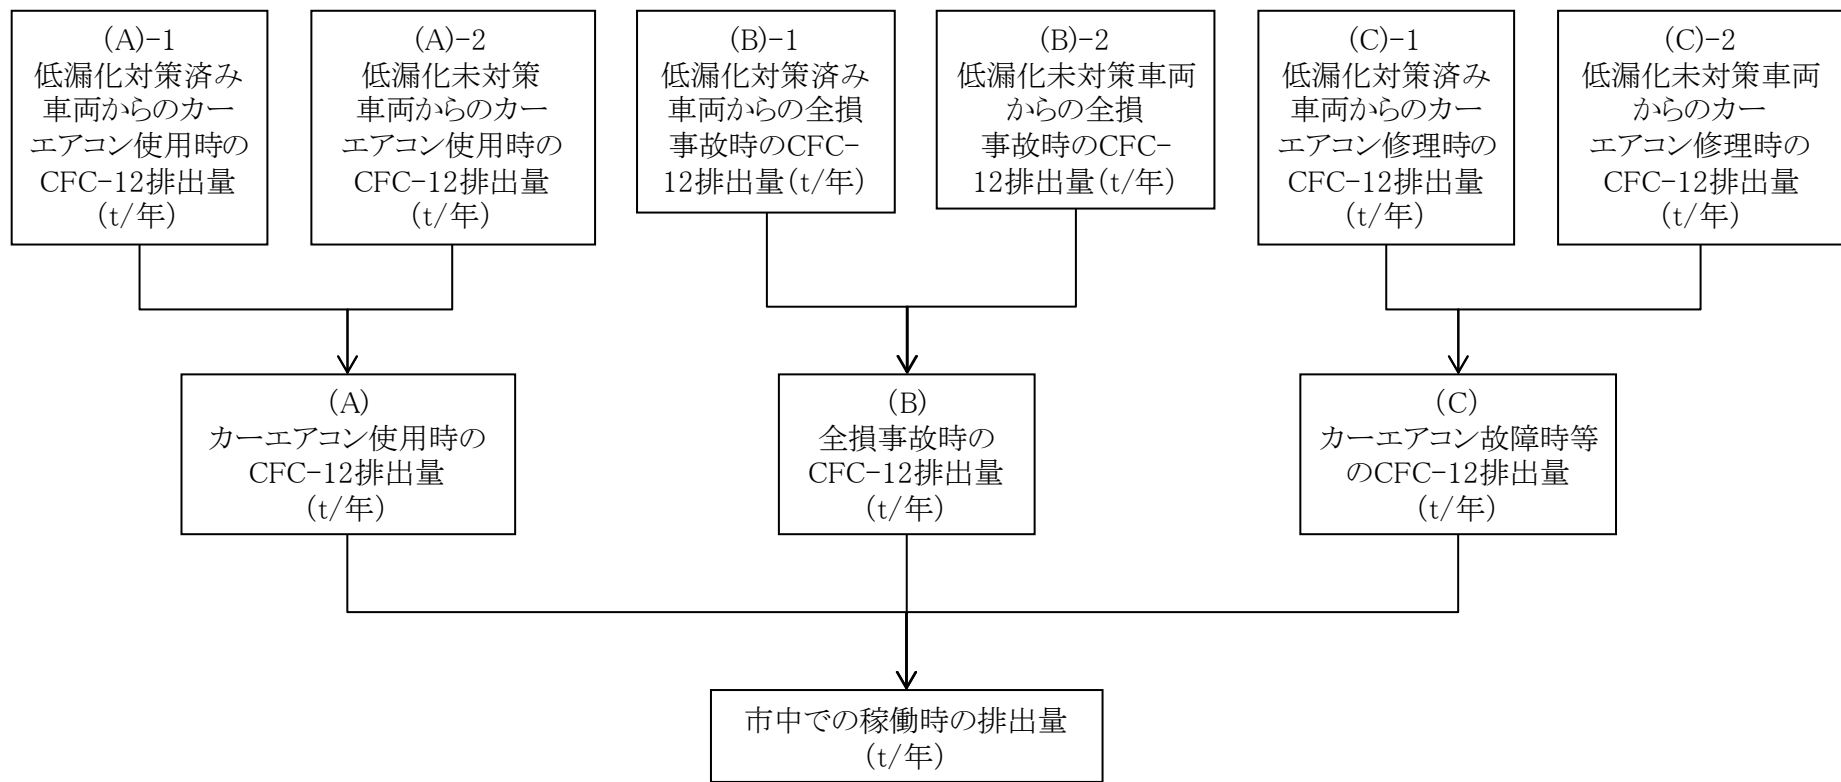 (A)-1
低漏化対策済み
車両からのカー
エアコン使用時の
CFC-12排出量
(t/年)
(A)-2
低漏化未対策
車両からのカー
エアコン使用時の
CFC-12排出量
(t/年)
(B)-1
低漏化対策済み
車両からの全損
事故時のCFC-
12排出量(t/年)
(B)-2
低漏化未対策車両
からの全損
事故時のCFC-
12排出量(t/年)
(C)-1
低漏化対策済み
車両からのカー
エアコン修理時の
CFC-12排出量
(t/年)
(C)-2
低漏化未対策車両
からのカー
エアコン修理時の
CFC-12排出量
(t/年)
(A)
カーエアコン使用時の
CFC-12排出量
(t/年)
(B)
全損事故時の
CFC-12排出量
(t/年)
(C)
カーエアコン故障時等
のCFC-12排出量
(t/年)
市中での稼働時の排出量
(t/年)